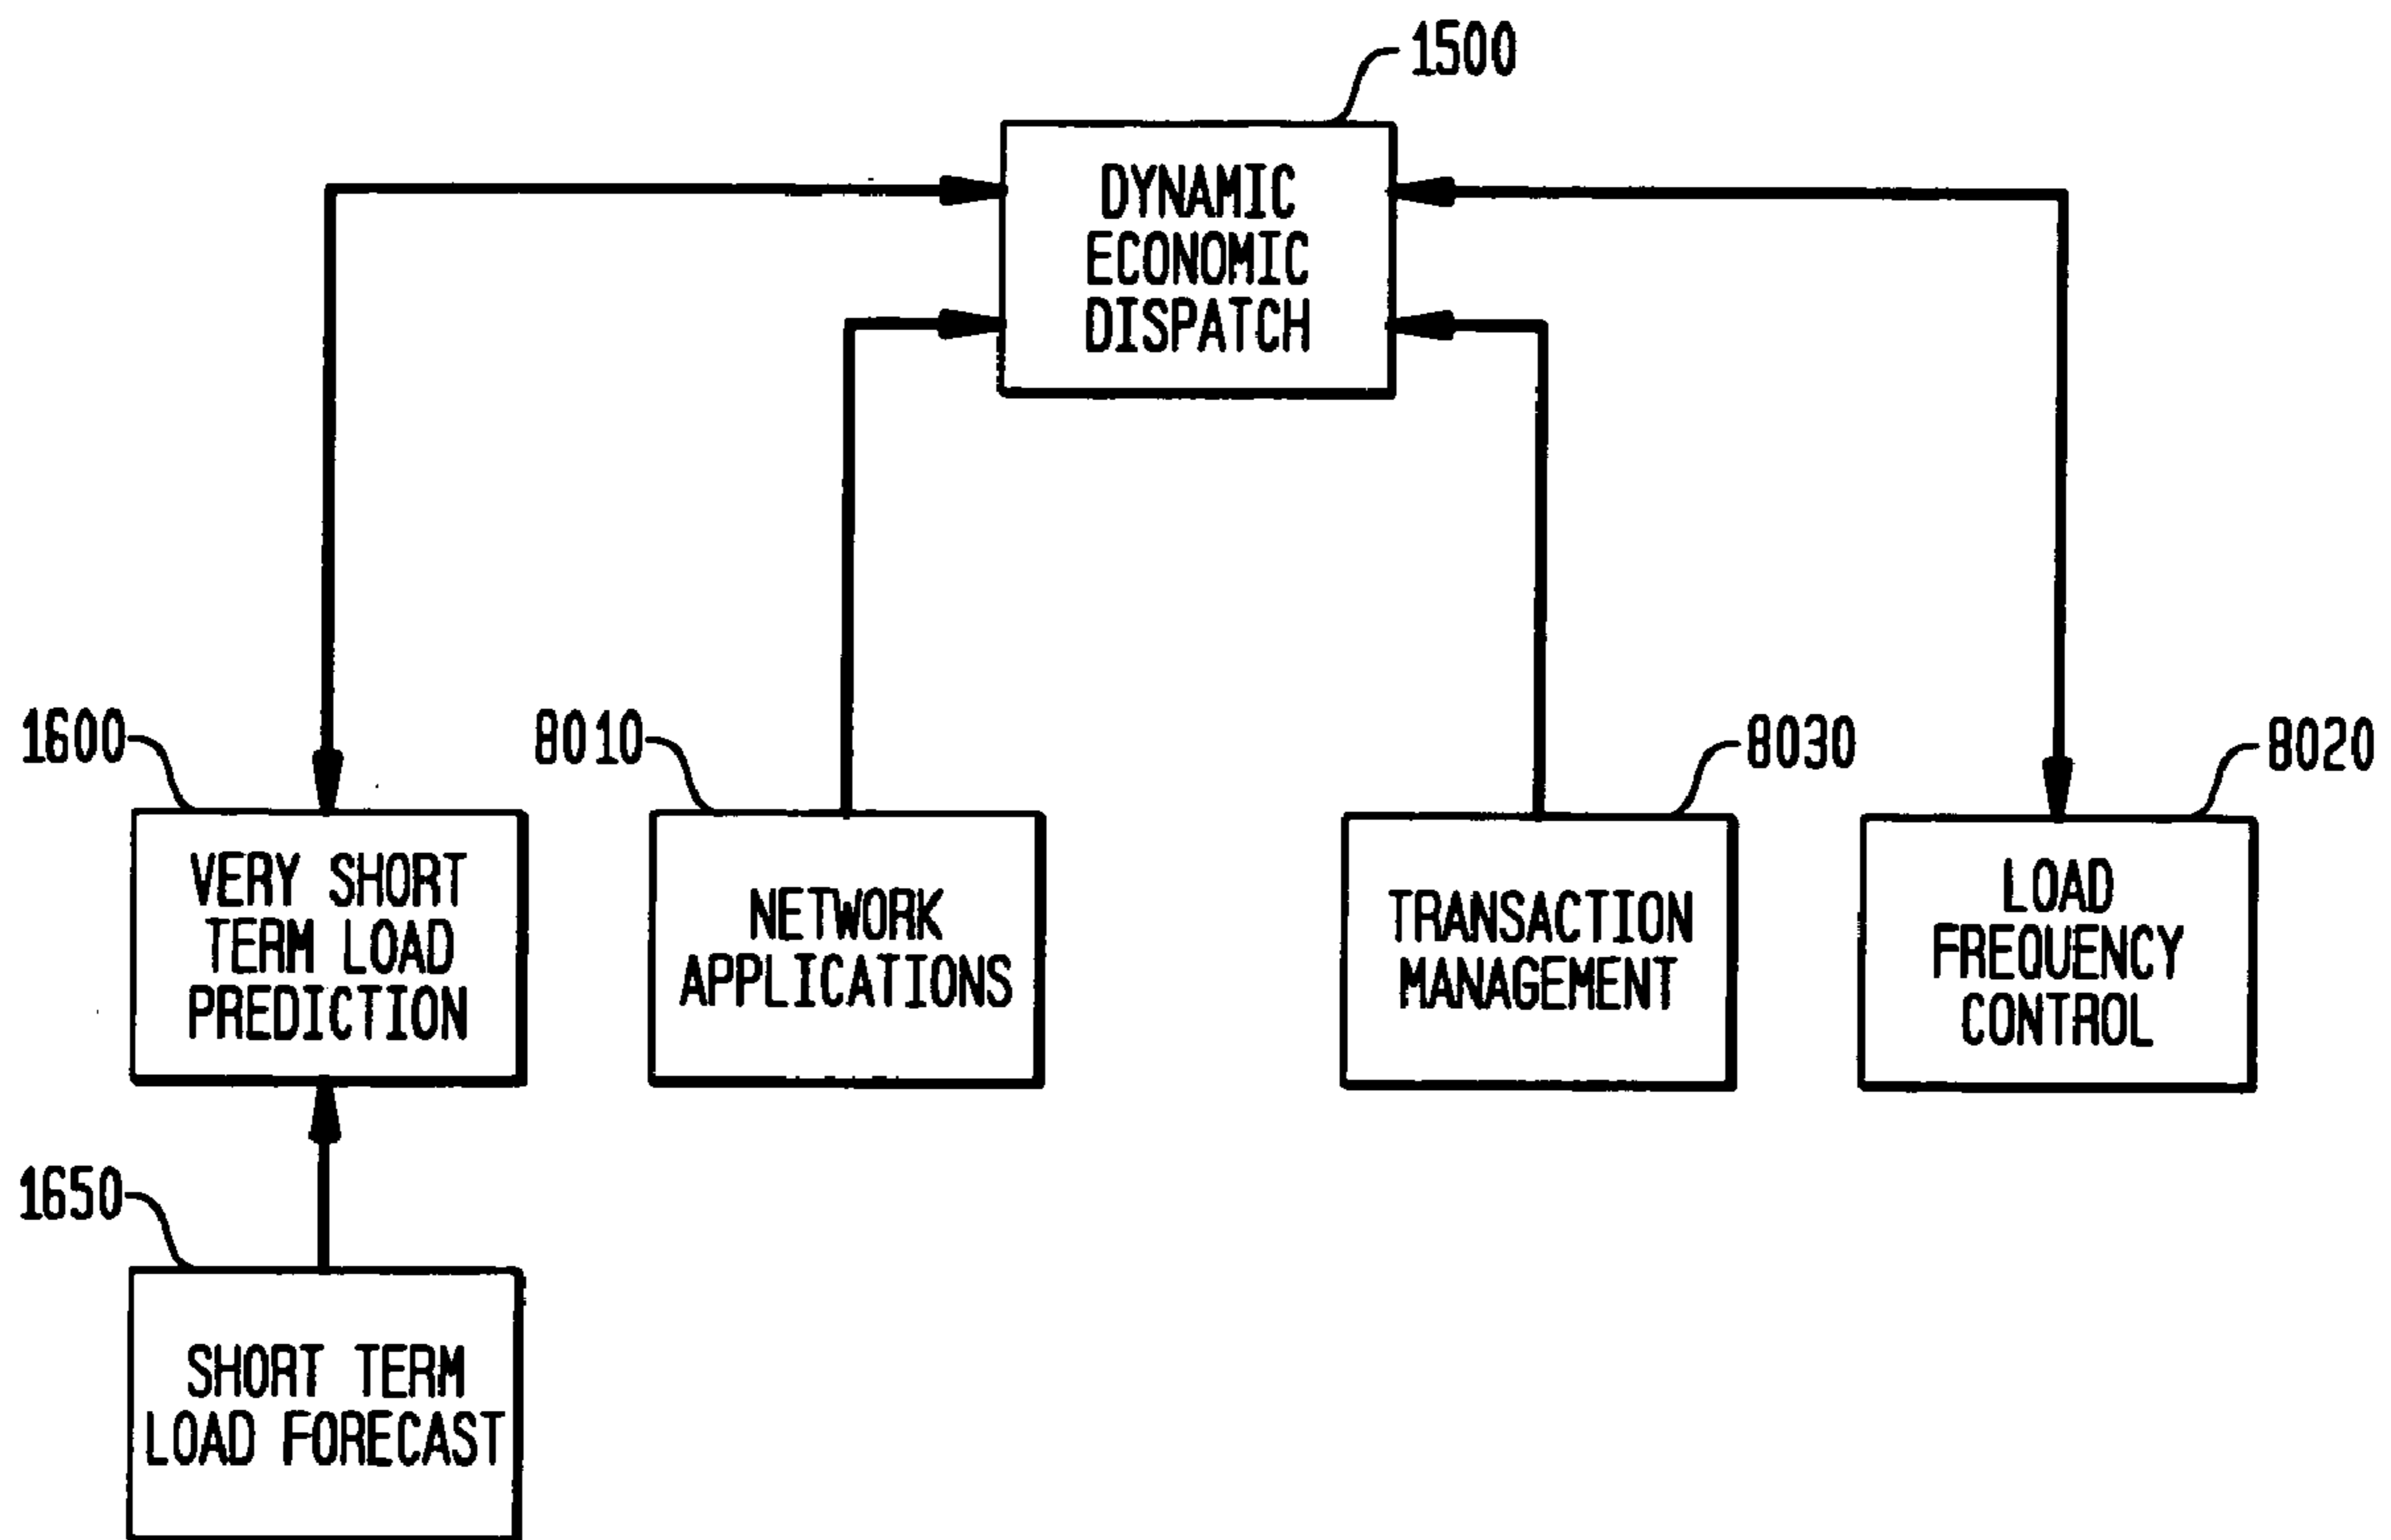 1500
DYNAMIC
ECONOMIC
DISPATCH
1600
8010
8030
8020
VERY SHORT
TERM LOAD
PREDICTION
NETWORK
APPLICATIONS
TRANSACTION
MANAGEMENT
LOAD
FREQUENCY
CONTROL
1650
SHORT TERM
LOAD FORECAST